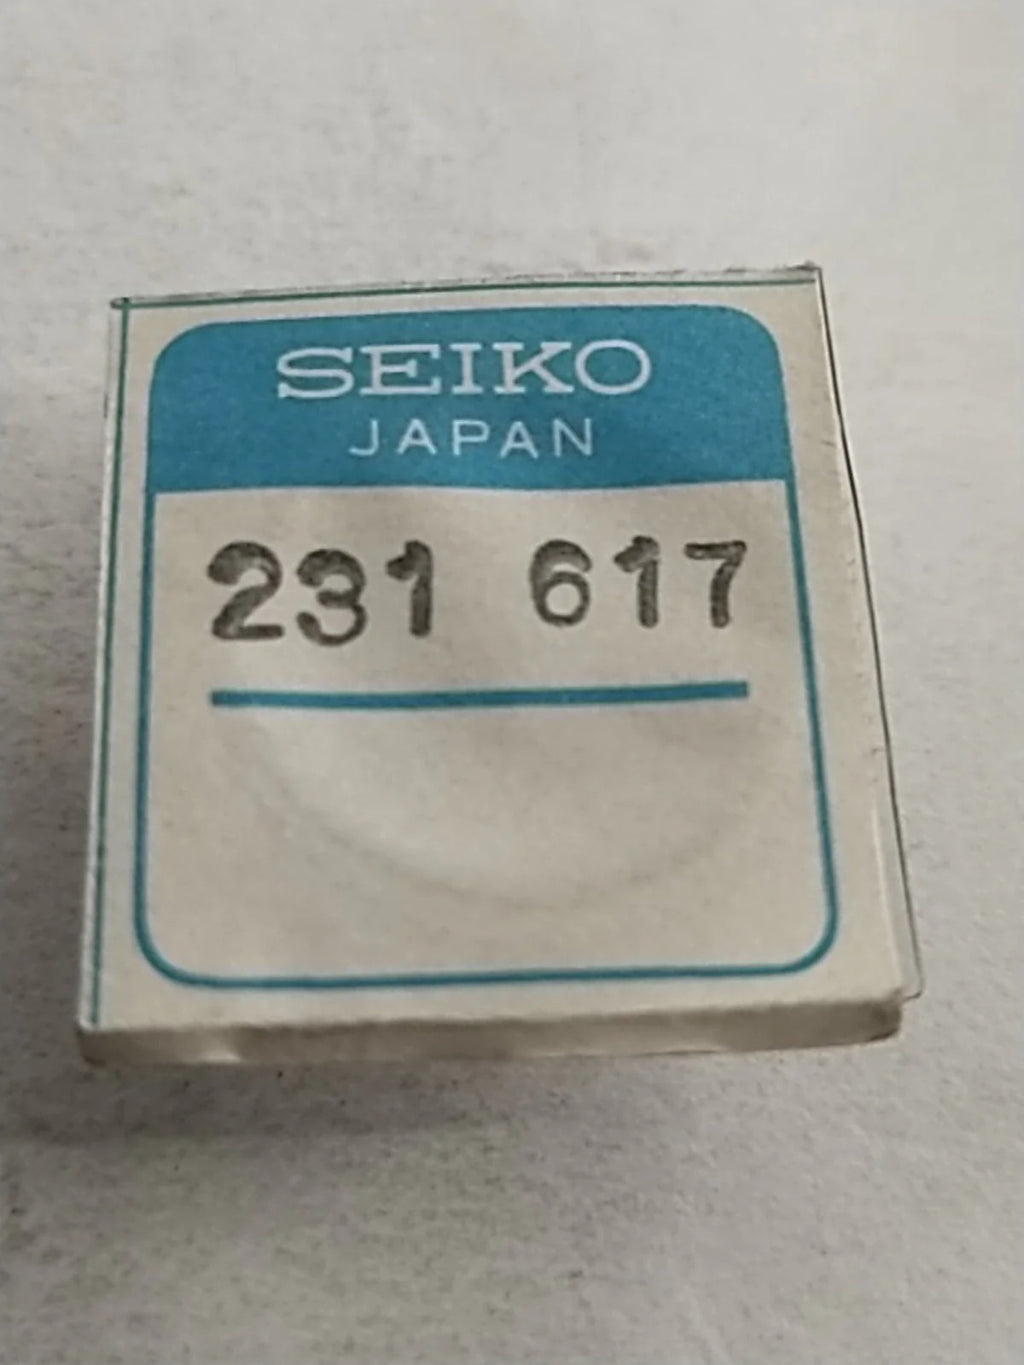 SEIKO
JAPAN
231 617